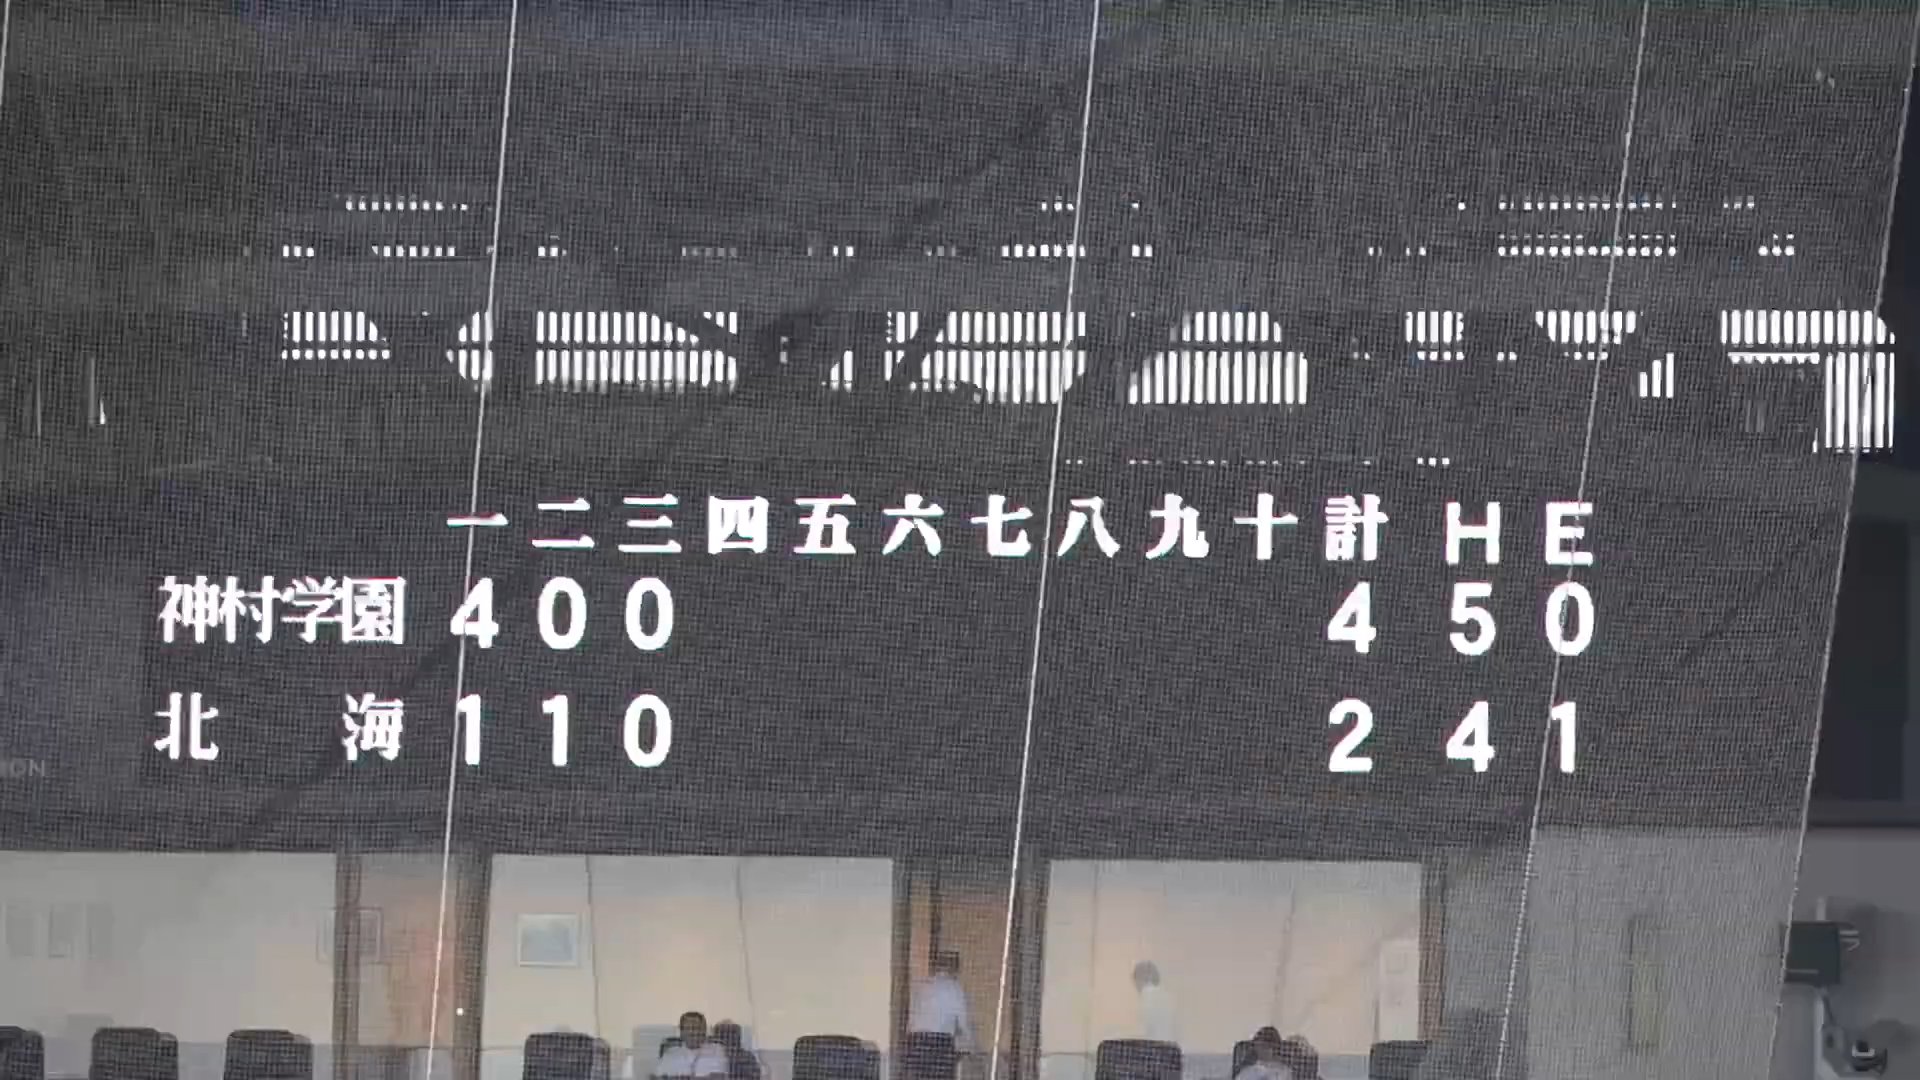 一 二 三 四 五 六 七 八 九 十 計 H E
神村学園 4 0 0 4 5 0
北海 1 1 0 2 4 1